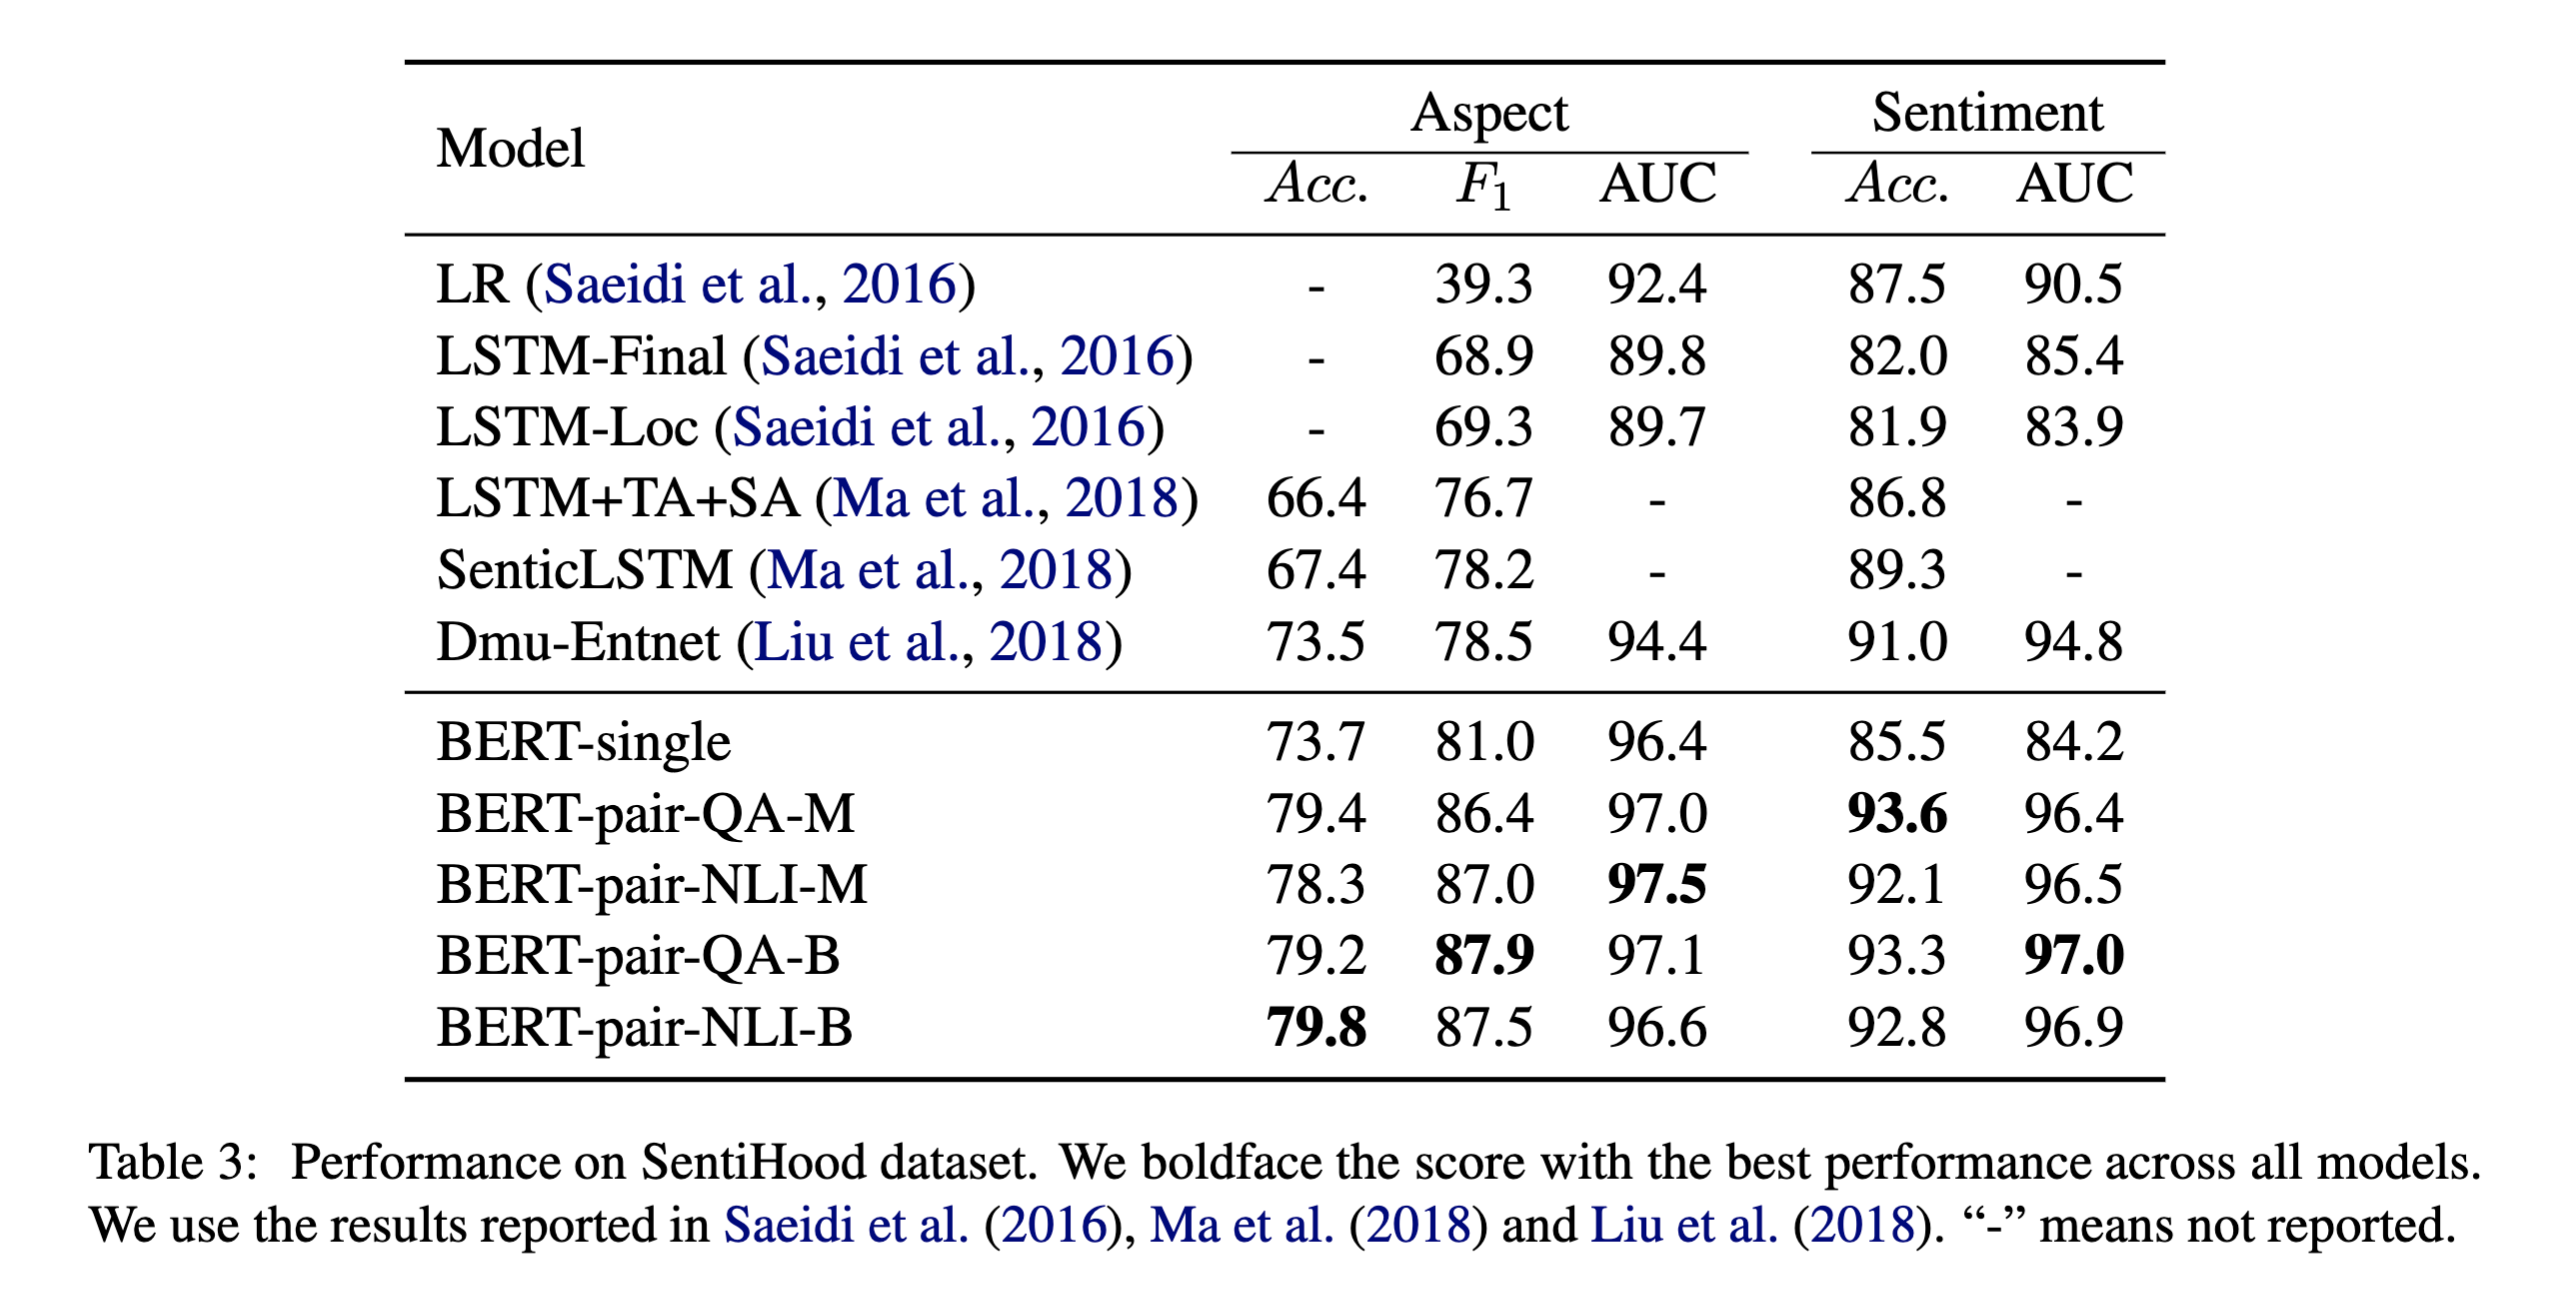 Aspect Sentiment
Model Acc. F1 AUC Acc. AUC
LR (Saeidi et al., 2016) - 39.3 92.4 87.5 90.5
LSTM-Final (Saeidi et al., 2016) - 68.9 89.8 82.0 85.4
LSTM-Loc (Saeidi et al., 2016) - 69.3 89.7 81.9 83.9
LSTM+TA+SA (Ma et al., 2018) 66.4 76.7 - 86.8 -
SenticLSTM (Ma et al., 2018) 67.4 78.2 - 89.3 -
Dmu-Entnet (Liu et al., 2018) 73.5 78.5 94.4 91.0 94.8
BERT-single 73.7 81.0 96.4 85.5 84.2
BERT-pair-QA-M 79.4 86.4 97.0 93.6 96.4
BERT-pair-NLI-M 78.3 87.0 97.5 92.1 96.5
BERT-pair-QA-B 79.2 87.9 97.1 93.3 97.0
BERT-pair-NLI-B 79.8 87.5 96.6 92.8 96.9
Table 3: Performance on SentiHood dataset. We boldface the score with the best performance across all models.
We use the results reported in Saeidi et al. (2016), Ma et al. (2018) and Liu et al. (2018). “-” means not reported.